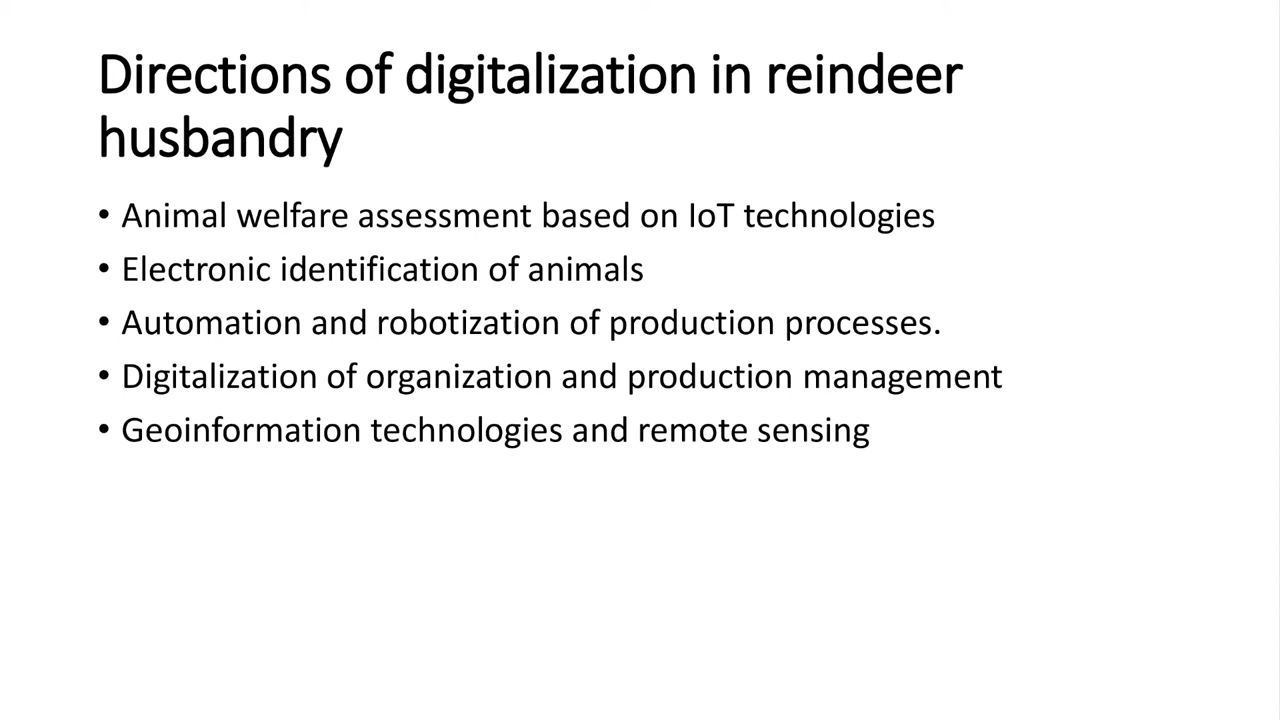 Directions of digitalization in reindeer
husbandry
• Animal welfare assessment based on IoT technologies
• Electronic identification of animals
• Automation and robotization of production processes.
• Digitalization of organization and production management
• Geoinformation technologies and remote sensing